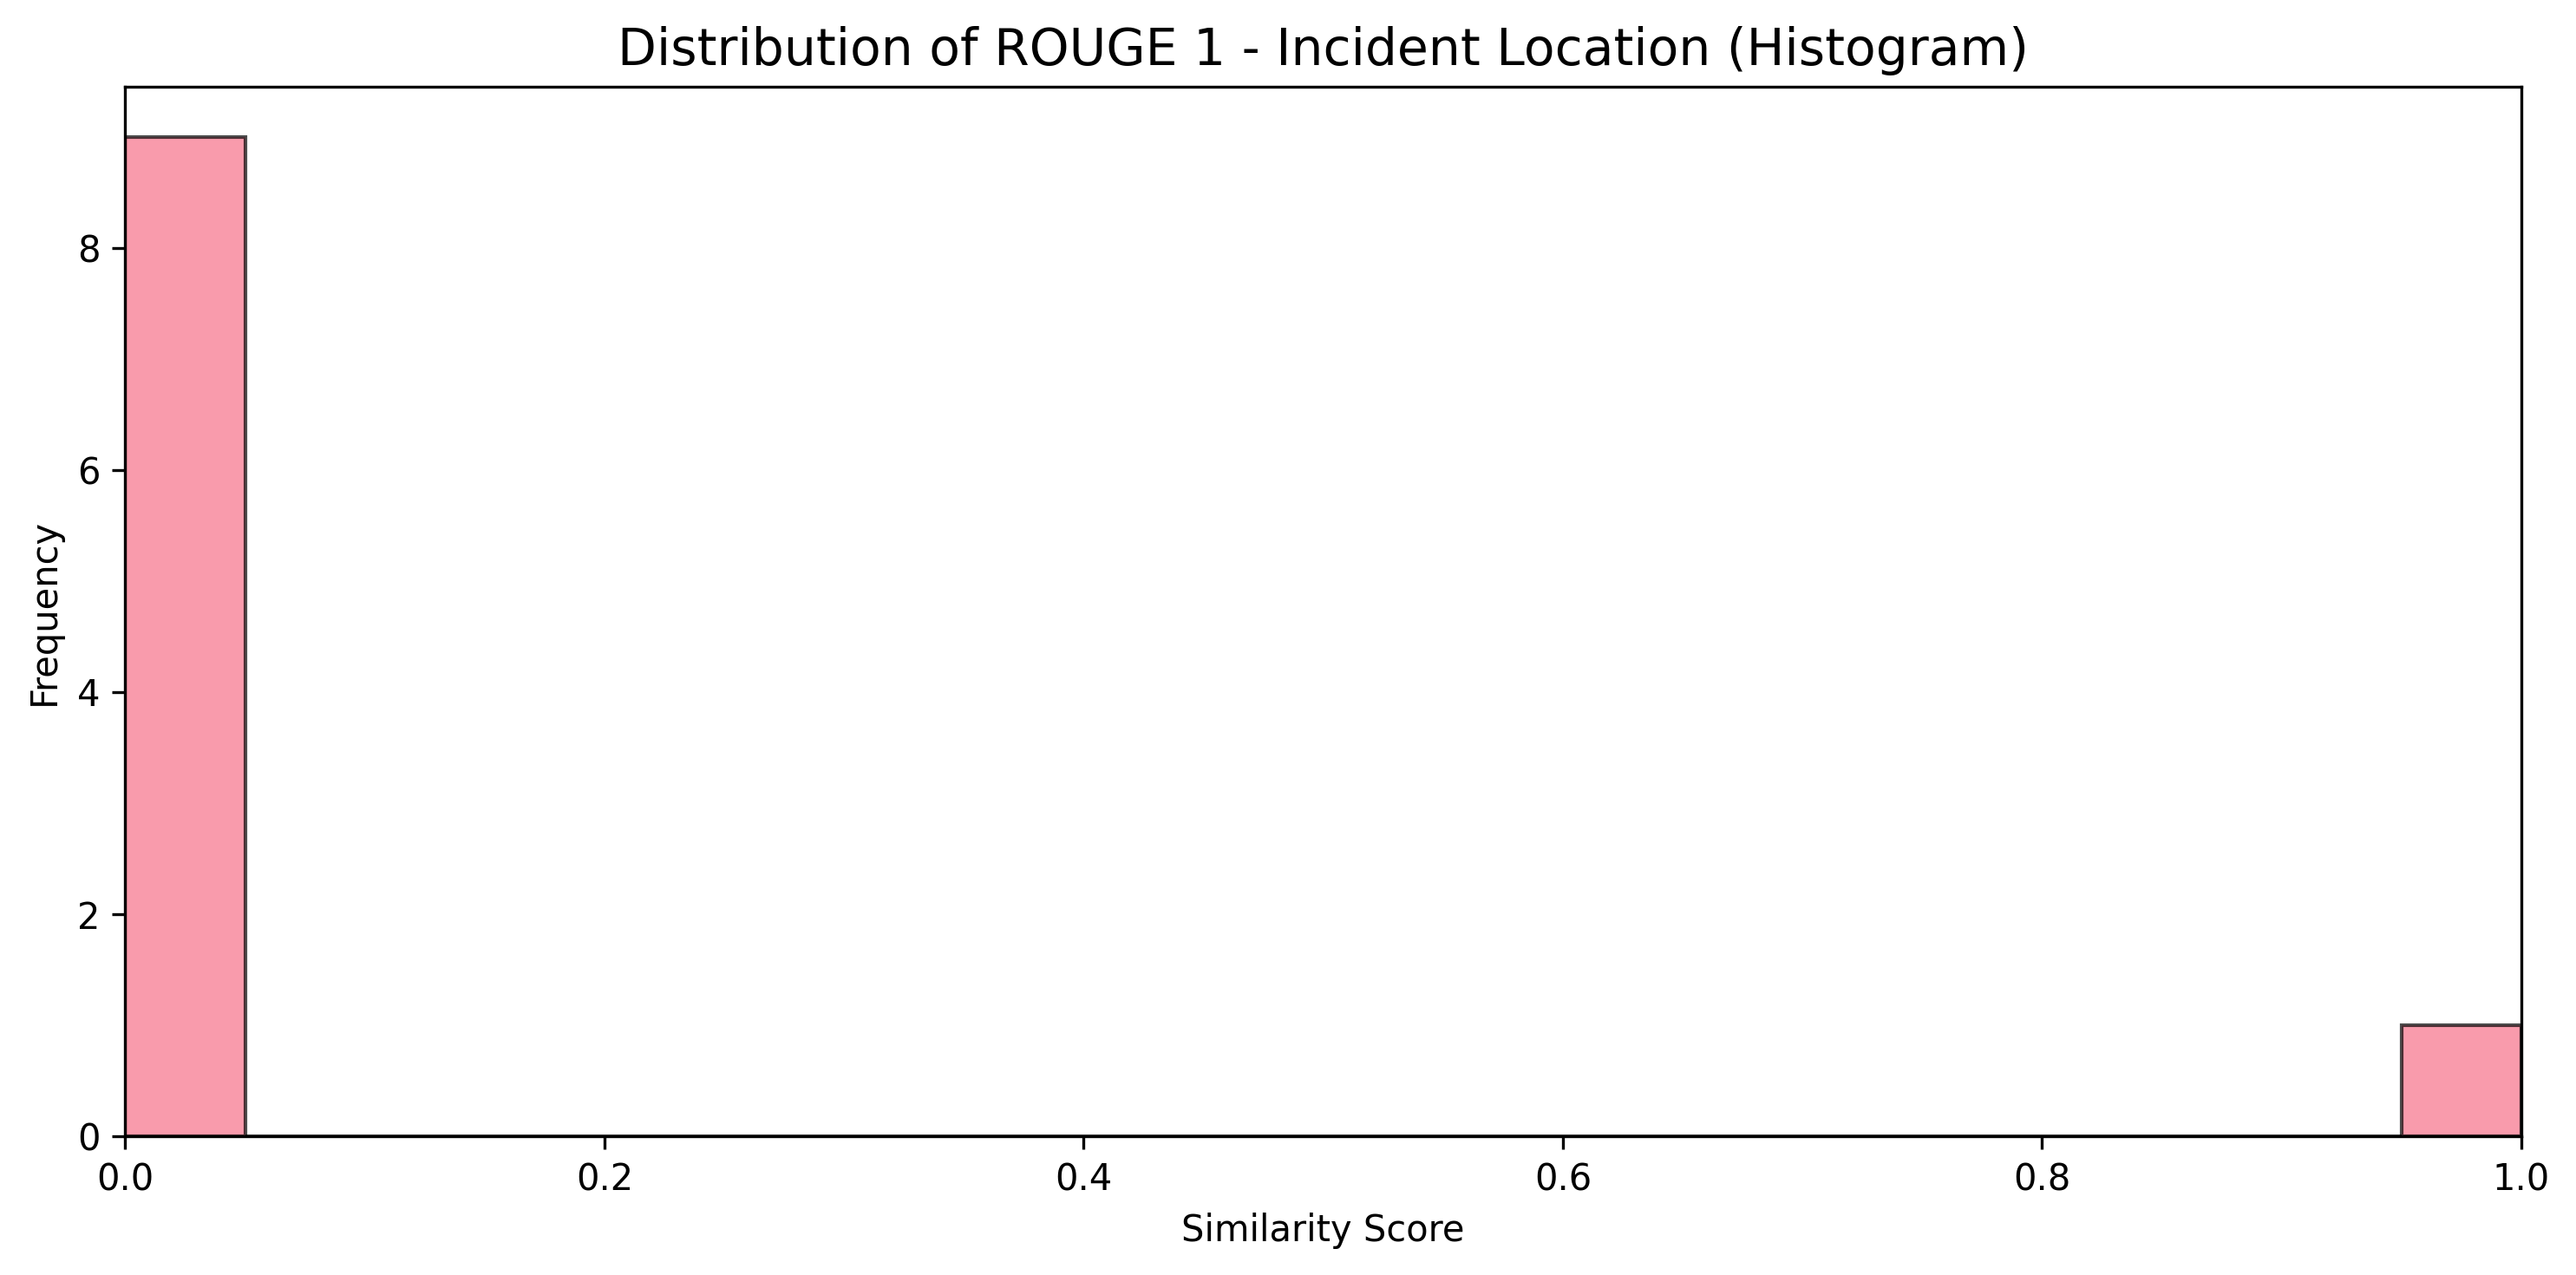 Distribution of ROUGE 1 - Incident Location (Histogram)
Frequency
8
6
4
2
0
0.0 0.2 0.4 0.6 0.8 1.0
Similarity Score